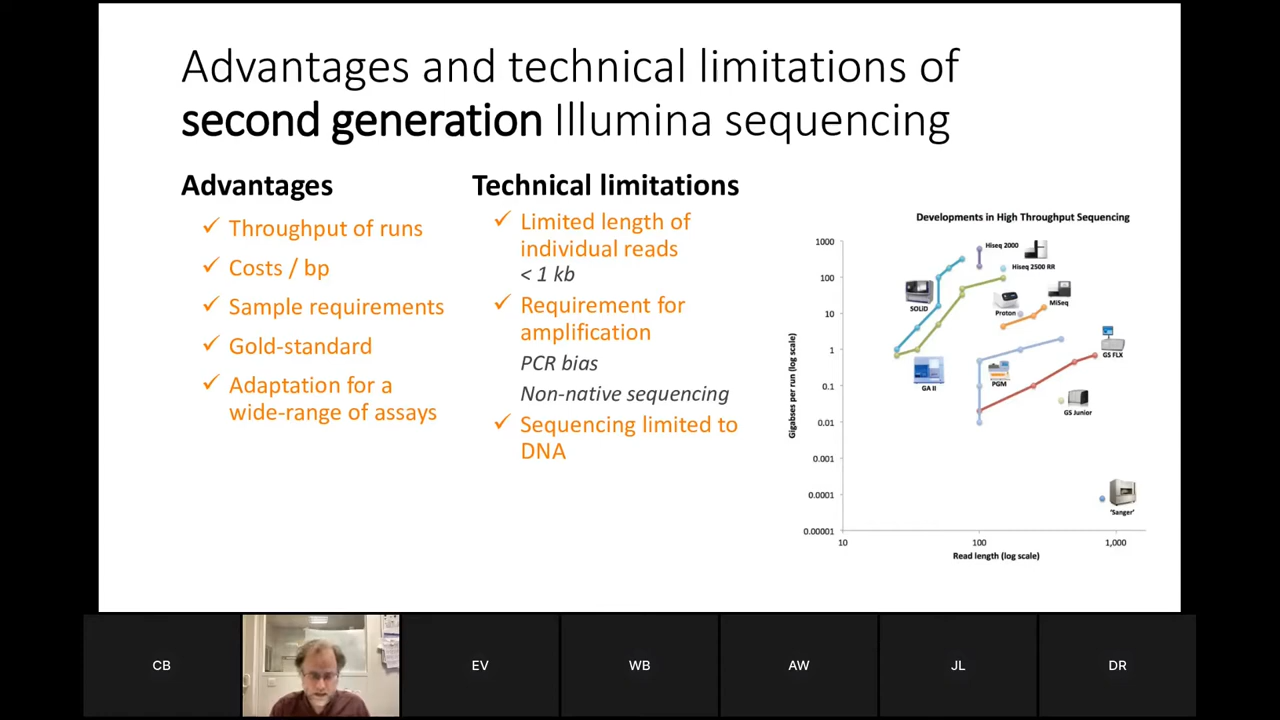 Advantages and technical limitations of
second generation Illumina sequencing
Advantages
✓ Throughput of runs
✓ Costs / bp
✓ Sample requirements
✓ Gold-standard
✓ Adaptation for a
wide-range of assays
Technical limitations
✓ Limited length of
individual reads
< 1 kb
✓ Requirement for
amplification
PCR bias
Non-native sequencing
✓ Sequencing limited to
DNA
Developments in High Throughput Sequencing
Gigabses per run (log scale)
1000
100
10
1
0.1
0.01
0.001
0.0001
0.00001
Hiseq 2000
Hiseq 2500 RR
SOLiD
Proton
MiSeq
GS FLX
GA II
PGM
GS Junior
'Sanger'
10
100
1,000
Read length (log scale)
CB
EV
WB
AW
JL
DR